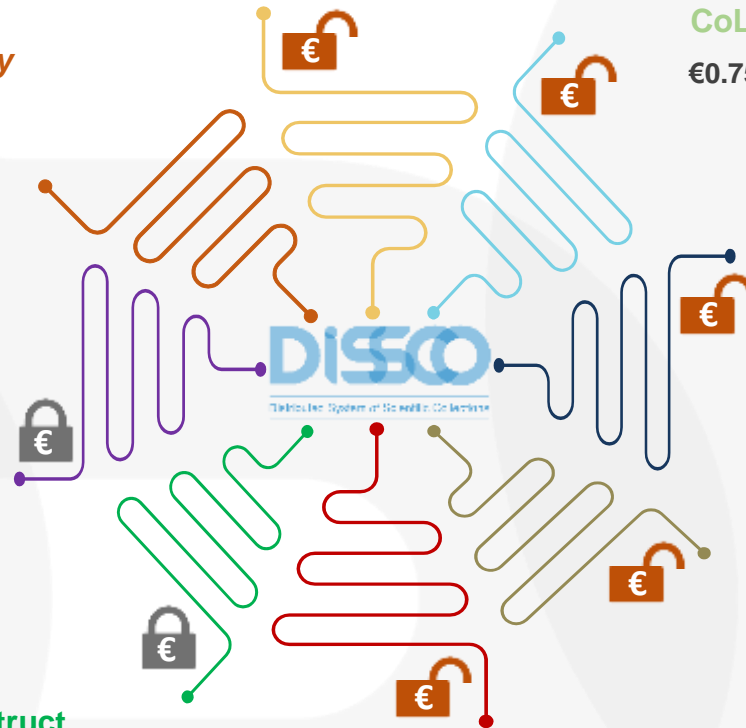 CoL
y
€0.75
€
€
€
DiSSCo
Distributed System of Scientific Collections
€
€
€
€
truct